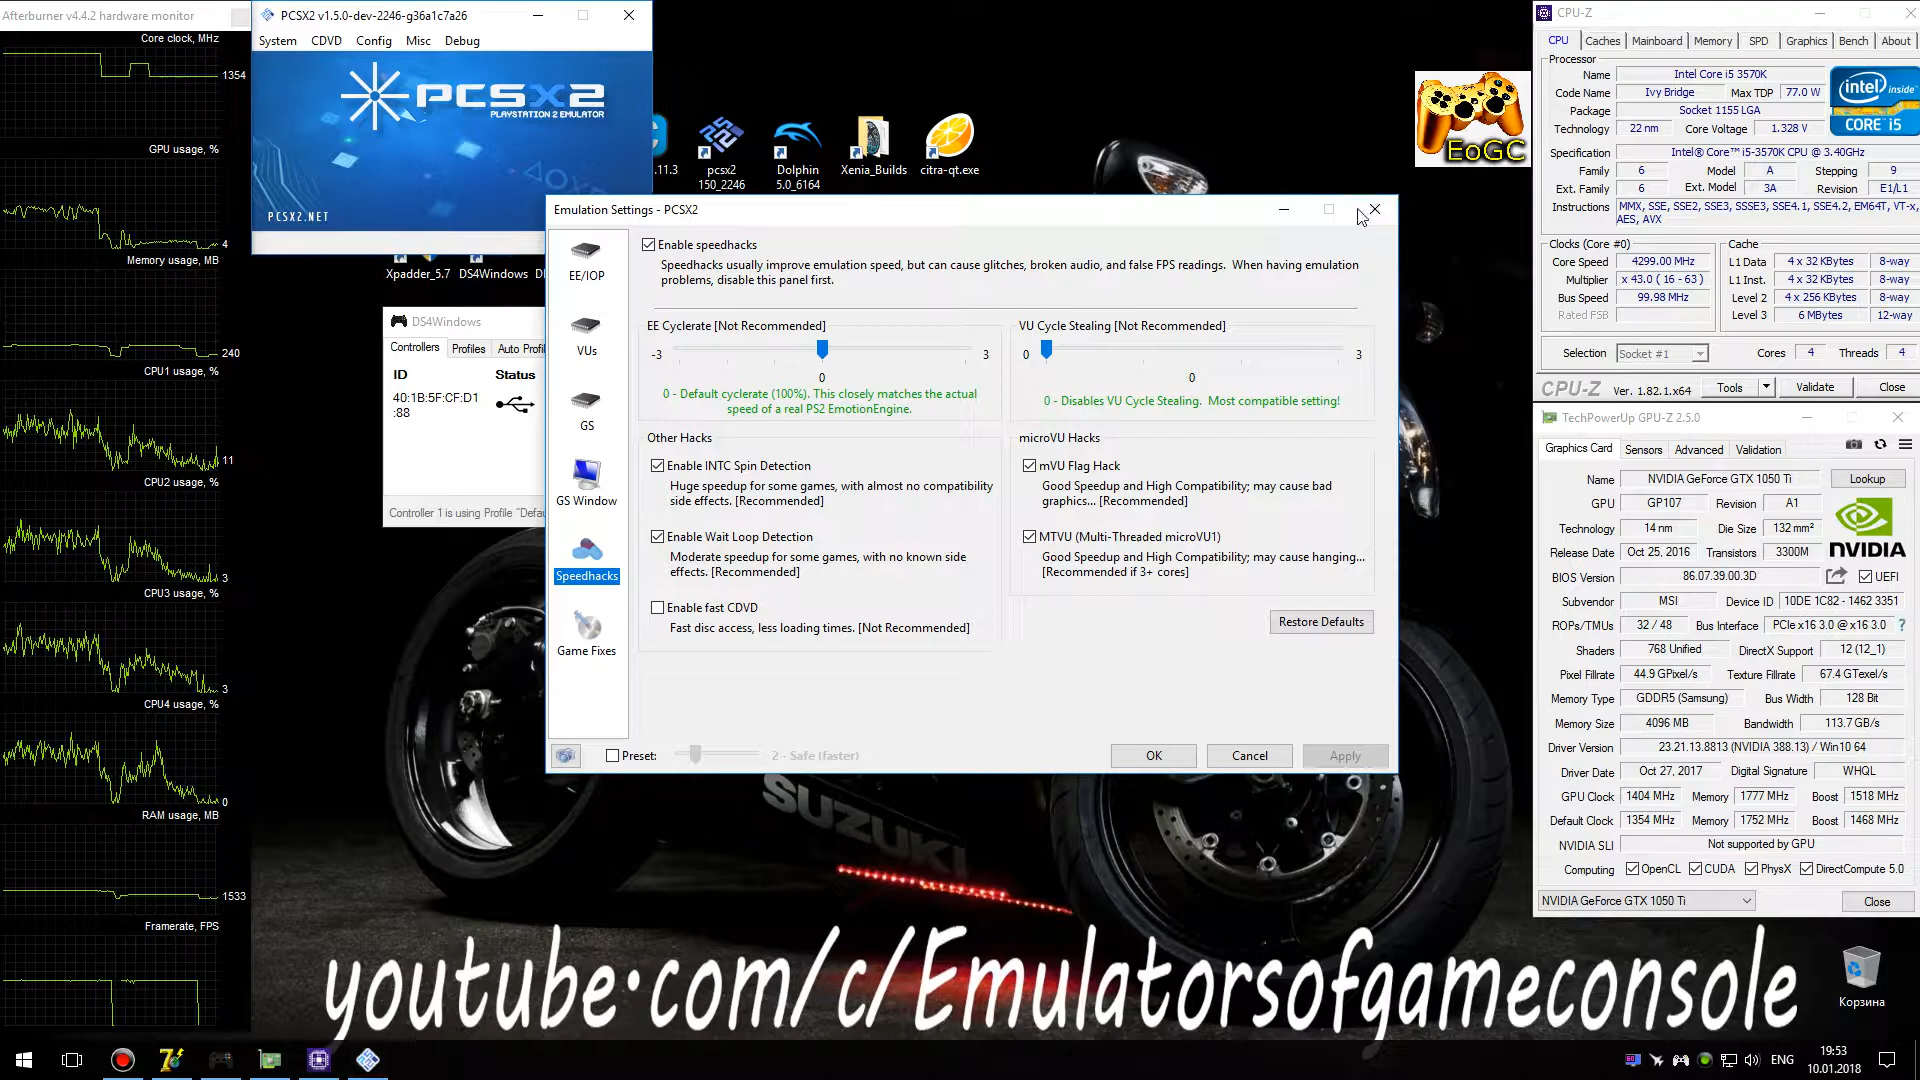 Afterburner v4.4.2 hardware monitor
Core clock, MHz
1354
GPU usage, %
4
Memory usage, MB
240
CPU1 usage, %
11
CPU2 usage, %
3
CPU3 usage, %
3
CPU4 usage, %
0
RAM usage, MB
1533
Framerate, FPS
PCSX2 v1.5.0-dev-2246-g36a1c7a26
System CDVD Config Misc Debug
PCSX2
PLAYSTATION 2 EMULATOR
PCSX2.NET
.11.3
pcsx2
150_2246
Dolphin
5.0_6164
Xenia_Builds
citra-qt.exe
EoGC
Xpadder_5.7 DS4Windows
DS4Windows
Controllers Profiles Auto Profi
ID Status
40:1B:5F:CF:D1
:88
Controller 1 is using Profile "Defau
Emulation Settings - PCSX2
EE/IOP
VUs
GS
GS Window
Speedhacks
Game Fixes
Enable speedhacks
Speedhacks usually improve emulation speed, but can cause glitches, broken audio, and false FPS readings. When having emulation
problems, disable this panel first.
EE Cyclerate [Not Recommended]
-3 3
0
0 - Default cyclerate (100%). This closely matches the actual
speed of a real PS2 EmotionEngine.
VU Cycle Stealing [Not Recommended]
0 3
0
0 - Disables VU Cycle Stealing. Most compatible setting!
Other Hacks
Enable INTC Spin Detection
Huge speedup for some games, with almost no compatibility
side effects. [Recommended]
Enable Wait Loop Detection
Moderate speedup for some games, with no known side
effects. [Recommended]
Enable fast CDVD
Fast disc access, less loading times. [Not Recommended]
microVU Hacks
mVU Flag Hack
Good Speedup and High Compatibility; may cause bad
graphics... [Recommended]
MTVU (Multi-Threaded microVU1)
Good Speedup and High Compatibility; may cause hanging...
[Recommended if 3+ cores]
Restore Defaults
Preset: 2 - Safe (faster)
OK Cancel Apply
CPU-Z
CPU Caches Mainboard Memory SPD Graphics Bench About
Processor
Name Intel Core i5 3570K
Code Name Ivy Bridge Max TDP 77.0 W
Package Socket 1155 LGA
Technology 22 nm Core Voltage 1.328 V
intel inside
CORE i5
Specification Intel® Core™ i5-3570K CPU @ 3.40GHz
Family 6 Model A Stepping 9
Ext. Family 6 Ext. Model 3A Revision E1/L1
Instructions MMX, SSE, SSE2, SSE3, SSSE3, SSE4.1, SSE4.2, EM64T, VT-x,
AES, AVX
Clocks (Core #0)
Core Speed 4299.00 MHz
Multiplier x 43.0 ( 16 - 63 )
Bus Speed 99.98 MHz
Rated FSB
Cache
L1 Data 4 x 32 KBytes 8-way
L1 Inst. 4 x 32 KBytes 8-way
Level 2 4 x 256 KBytes 8-way
Level 3 6 MBytes 12-way
Selection Socket #1 Cores 4 Threads 4
CPU-Z Ver. 1.82.1.x64 Tools Validate Close
TechPowerUp GPU-Z 2.5.0
Graphics Card Sensors Advanced Validation
Name NVIDIA GeForce GTX 1050 Ti Lookup
GPU GP107 Revision A1
Technology 14 nm Die Size 132 mm²
Release Date Oct 25, 2016 Transistors 3300M
NVIDIA
BIOS Version 86.07.39.00.3D UEFI
Subvendor MSI Device ID 10DE 1C82 - 1462 3351
ROPs/TMUs 32 / 48 Bus Interface PCIe x16 3.0 @ x16 3.0 ?
Shaders 768 Unified DirectX Support 12 (12_1)
Pixel Fillrate 44.9 GPixel/s Texture Fillrate 67.4 GTexel/s
Memory Type GDDR5 (Samsung) Bus Width 128 Bit
Memory Size 4096 MB Bandwidth 113.7 GB/s
Driver Version 23.21.13.8813 (NVIDIA 388.13) / Win10 64
Driver Date Oct 27, 2017 Digital Signature WHQL
GPU Clock 1404 MHz Memory 1777 MHz Boost 1518 MHz
Default Clock 1354 MHz Memory 1752 MHz Boost 1468 MHz
NVIDIA SLI Not supported by GPU
Computing OpenCL CUDA PhysX DirectCompute 5.0
NVIDIA GeForce GTX 1050 Ti Close
SUZUKI
youtube.com/c/Emulatorsofgameconsole
Корзина
60
ENG
19:53
10.01.2018